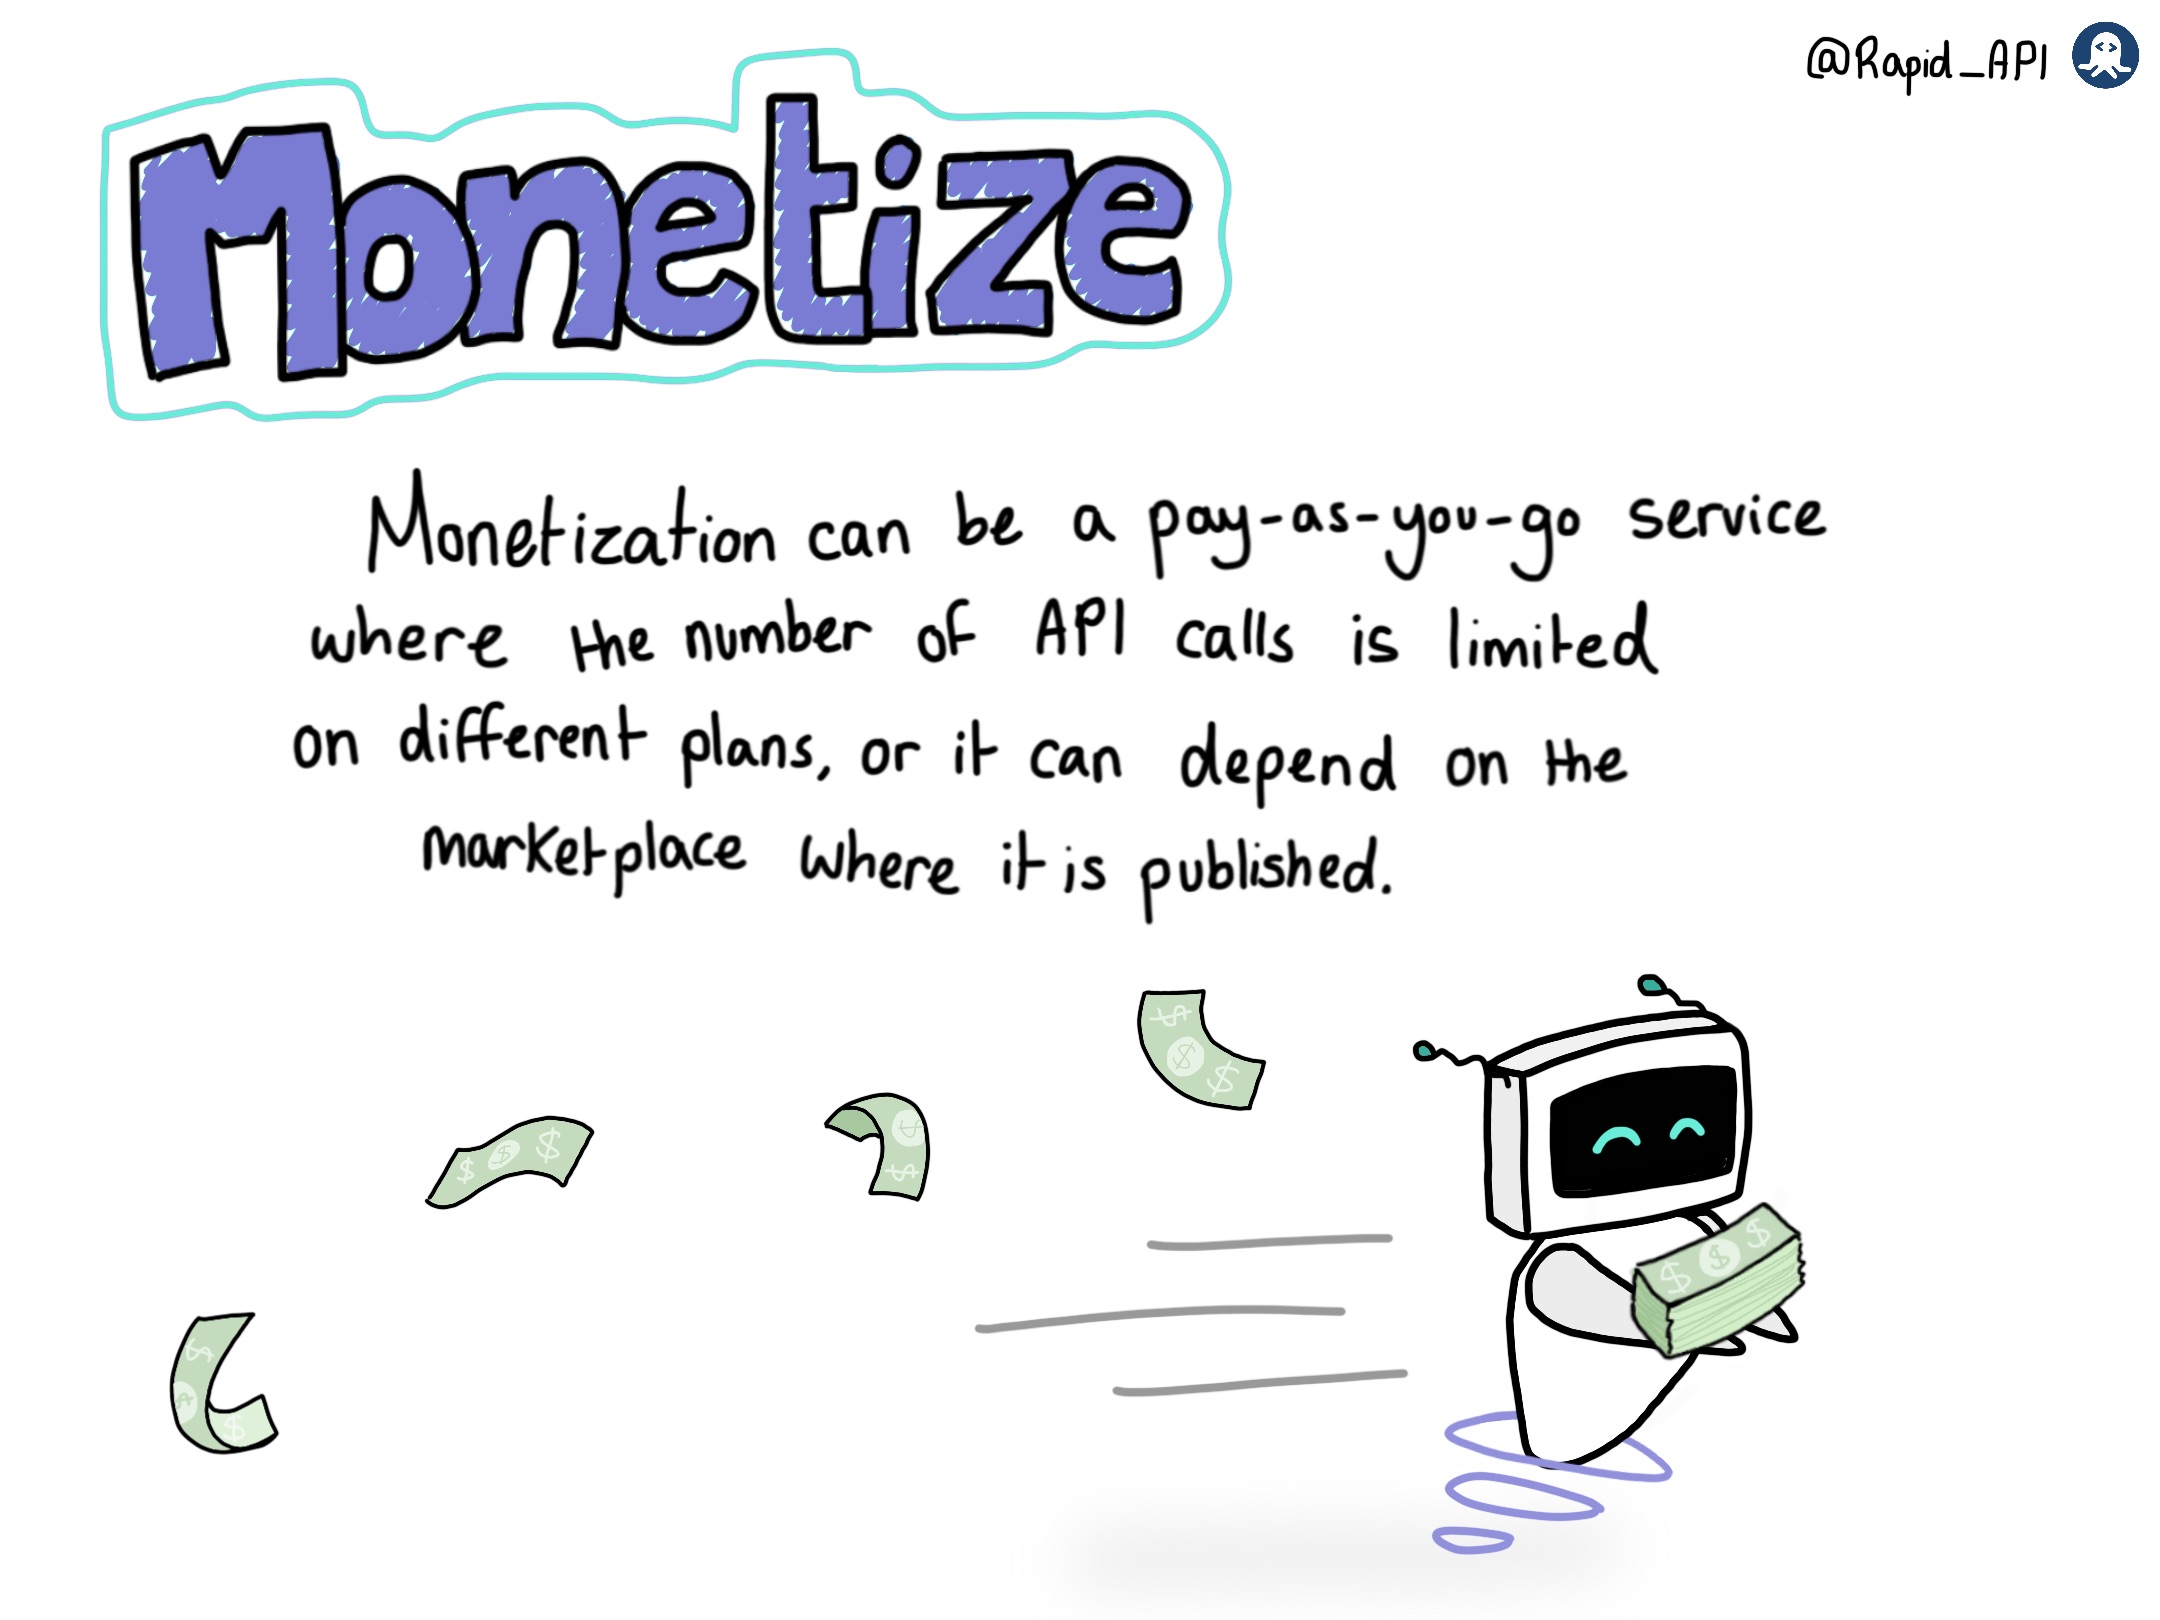 @Rapid_API
Monetize
Monetization can be a pay-as-you-go service
where the number of API calls is limited
on different plans, or it can depend on the
marketplace where it is published.
$ $ $
$ $ $
$ $
$ $ $
$ $ $